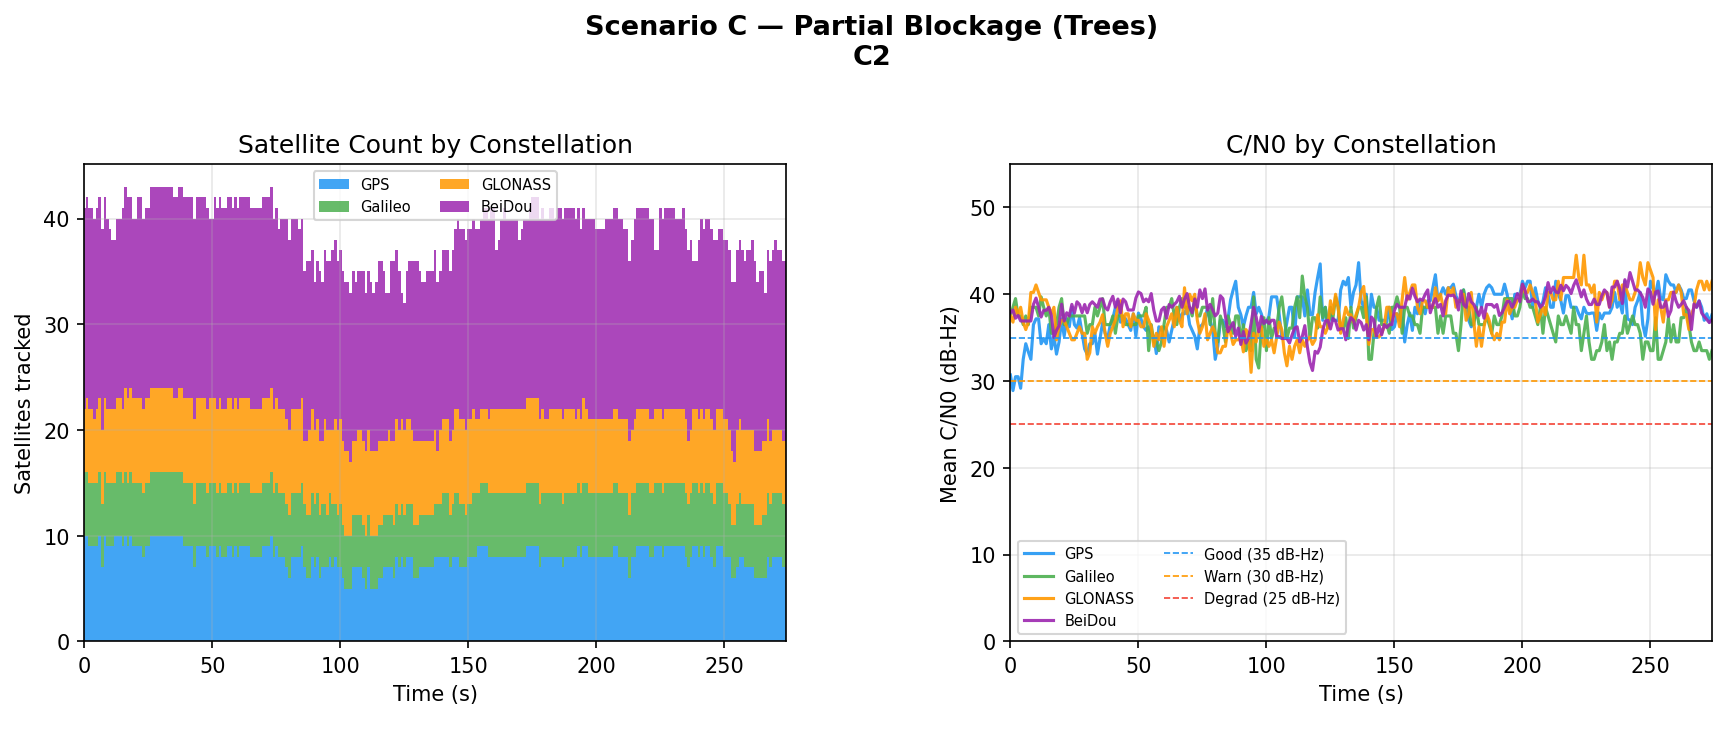 Scenario C — Partial Blockage (Trees)
C2
Satellite Count by Constellation
GPS
Galileo
GLONASS
BeiDou
Satellites tracked
40
30
20
10
0
0 50 100 150 200 250
Time (s)
C/N0 by Constellation
Mean C/N0 (dB-Hz)
50
40
30
20
10
0
GPS
Galileo
GLONASS
BeiDou
Good (35 dB-Hz)
Warn (30 dB-Hz)
Degrad (25 dB-Hz)
0 50 100 150 200 250
Time (s)